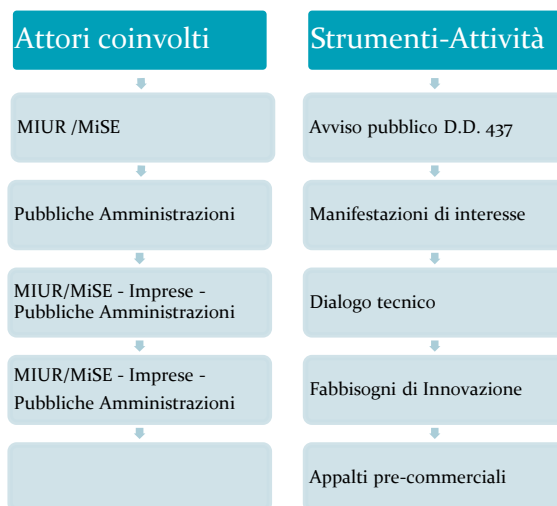 Attori coinvolti
MIUR /MiSE
Pubbliche Amministrazioni
MIUR/MiSE - Imprese -
Pubbliche Amministrazioni
MIUR/MiSE - Imprese -
Pubbliche Amministrazioni
Strumenti-Attività
Avviso pubblico D.D. 437
Manifestazioni di interesse
Dialogo tecnico
Fabbisogni di Innovazione
Appalti pre-commerciali